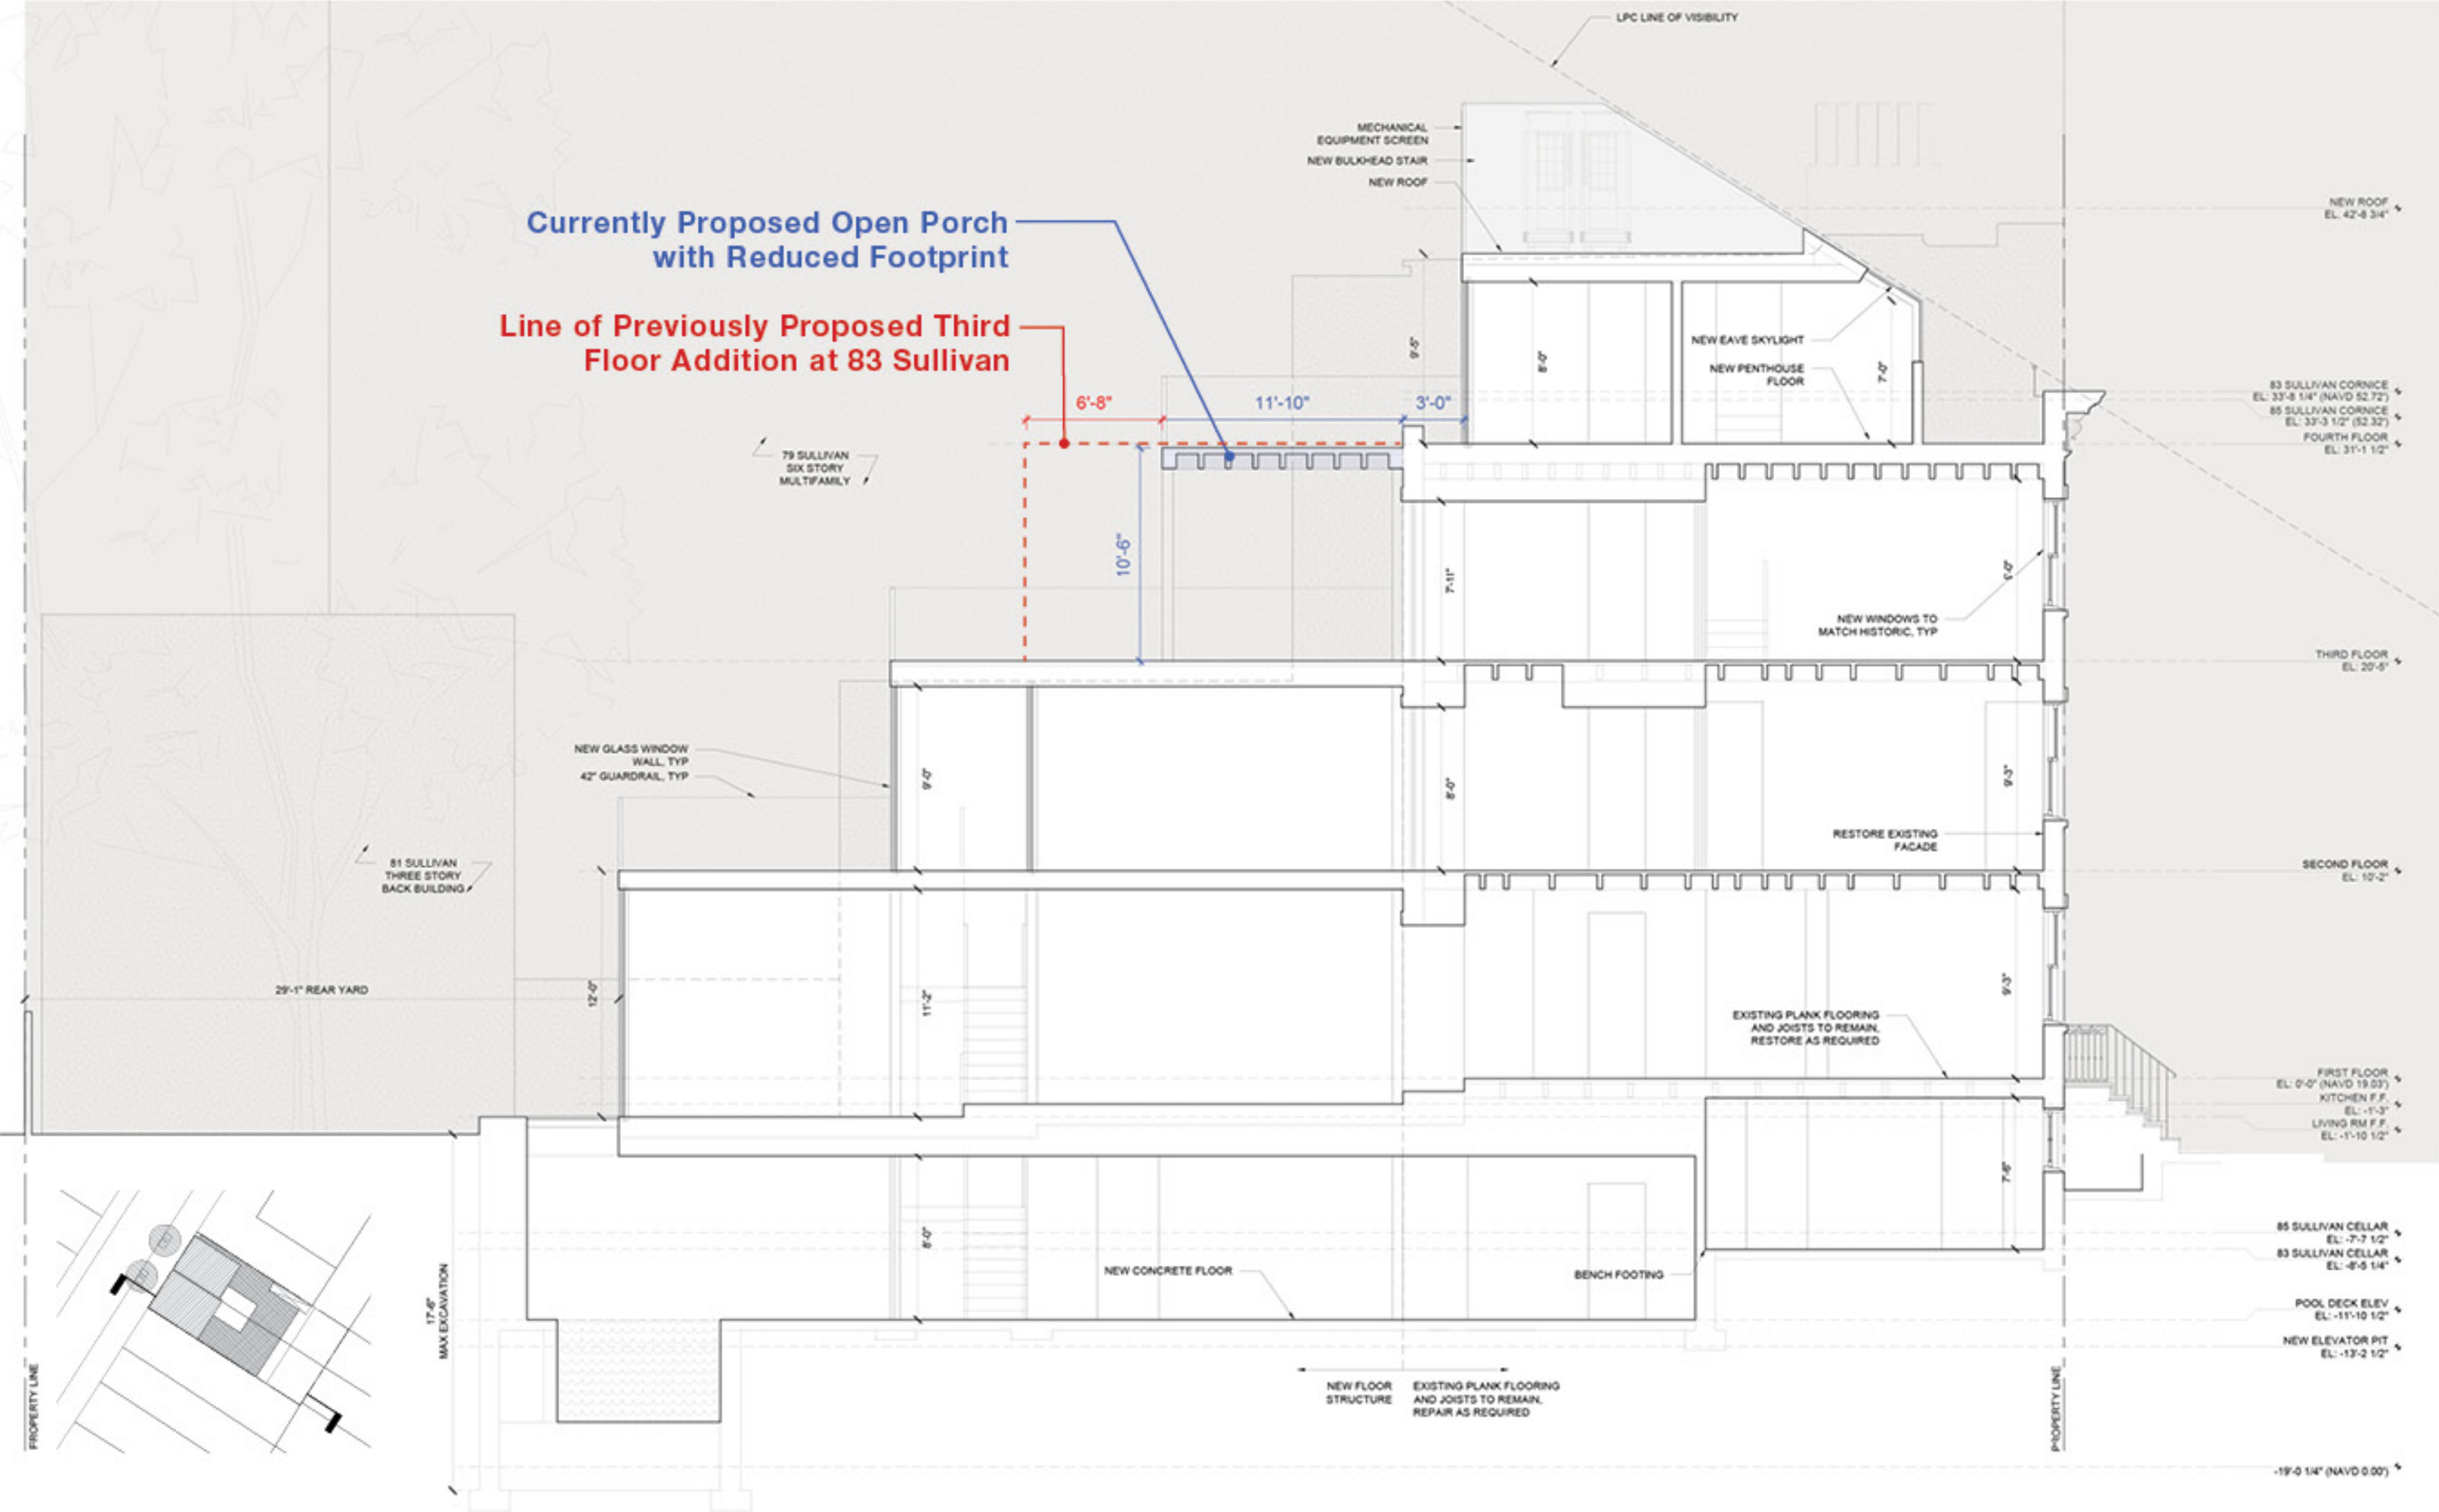 LPC LINE OF VISIBILITY
MECHANICAL
EQUIPMENT SCREEN
NEW BULKHEAD STAIR
NEW ROOF
NEW ROOF
EL. 42'-8 3/4"
Currently Proposed Open Porch
with Reduced Footprint
Line of Previously Proposed Third
Floor Addition at 83 Sullivan
9'-5"
8'-0"
NEW EAVE SKYLIGHT
NEW PENTHOUSE
FLOOR
7'-0"
83 SULLIVAN CORNICE
EL: 33'-8 1/4" (NAVD 52.72')
85 SULLIVAN CORNICE
EL: 33'-3 1/2" (52.32')
FOURTH FLOOR
EL: 31'-1 1/2"
6'-8"
11'-10"
3'-0"
79 SULLIVAN
SIX STORY
MULTIFAMILY
10'-6"
7'-11"
NEW WINDOWS TO
MATCH HISTORIC, TYP
THIRD FLOOR
EL: 20'-5"
NEW GLASS WINDOW
WALL, TYP
42" GUARDRAIL, TYP
9'-0"
8'-0"
9'-3"
RESTORE EXISTING
FACADE
81 SULLIVAN
THREE STORY
BACK BUILDING
SECOND FLOOR
EL: 10'-2"
29'-1" REAR YARD
12'-0"
11'-2"
9'-3"
EXISTING PLANK FLOORING
AND JOISTS TO REMAIN,
RESTORE AS REQUIRED
FIRST FLOOR
EL: 0'-0" (NAVD 19.03')
KITCHEN F.F.
EL: -1'-3"
LIVING RM F.F.
EL: -1'-10 1/2"
7'-6"
8'-0"
NEW CONCRETE FLOOR
BENCH FOOTING
85 SULLIVAN CELLAR
EL: -7'-7 1/2"
83 SULLIVAN CELLAR
EL: -8'-5 1/4"
POOL DECK ELEV
EL: -11'-10 1/2"
NEW ELEVATOR PIT
EL: -13'-2 1/2"
17'-6"
MAX EXCAVATION
NEW FLOOR
STRUCTURE
EXISTING PLANK FLOORING
AND JOISTS TO REMAIN,
REPAIR AS REQUIRED
PROPERTY LINE
PROPERTY LINE
-19'-0 1/4" (NAVD 0.00')